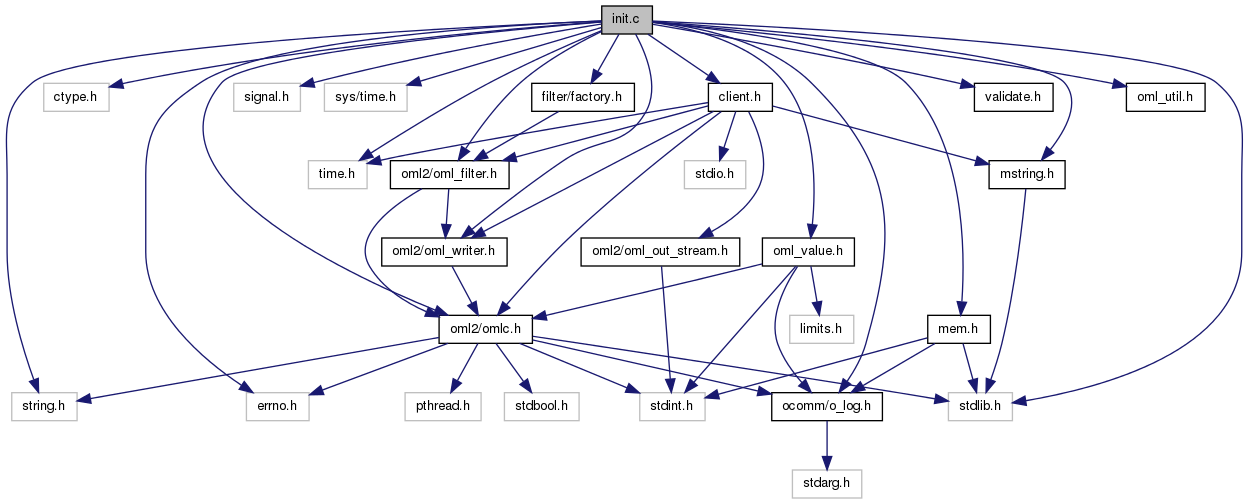 init.c
ctype.h
signal.h
sys/time.h
filter/factory.h
client.h
validate.h
oml_util.h
time.h
oml2/oml_filter.h
stdio.h
mstring.h
oml2/oml_writer.h
oml2/oml_out_stream.h
oml_value.h
oml2/omlc.h
limits.h
mem.h
string.h
errno.h
pthread.h
stdbool.h
stdint.h
ocomm/o_log.h
stdlib.h
stdarg.h